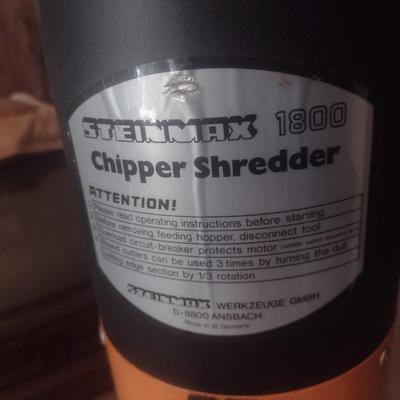 STEINMAX 1800
Chipper Shredder
ATTENTION!
Please read operating instructions before starting
Before removing feeding hopper, disconnect tool
Overload circuit-breaker protects motor
Round cutters can be used 3 times by turning the dull
cutting edge section by 1/3 rotation
STEINMAX WERKZEUGE GMBH
D-8800 ANSBACH
Made in W. Germany